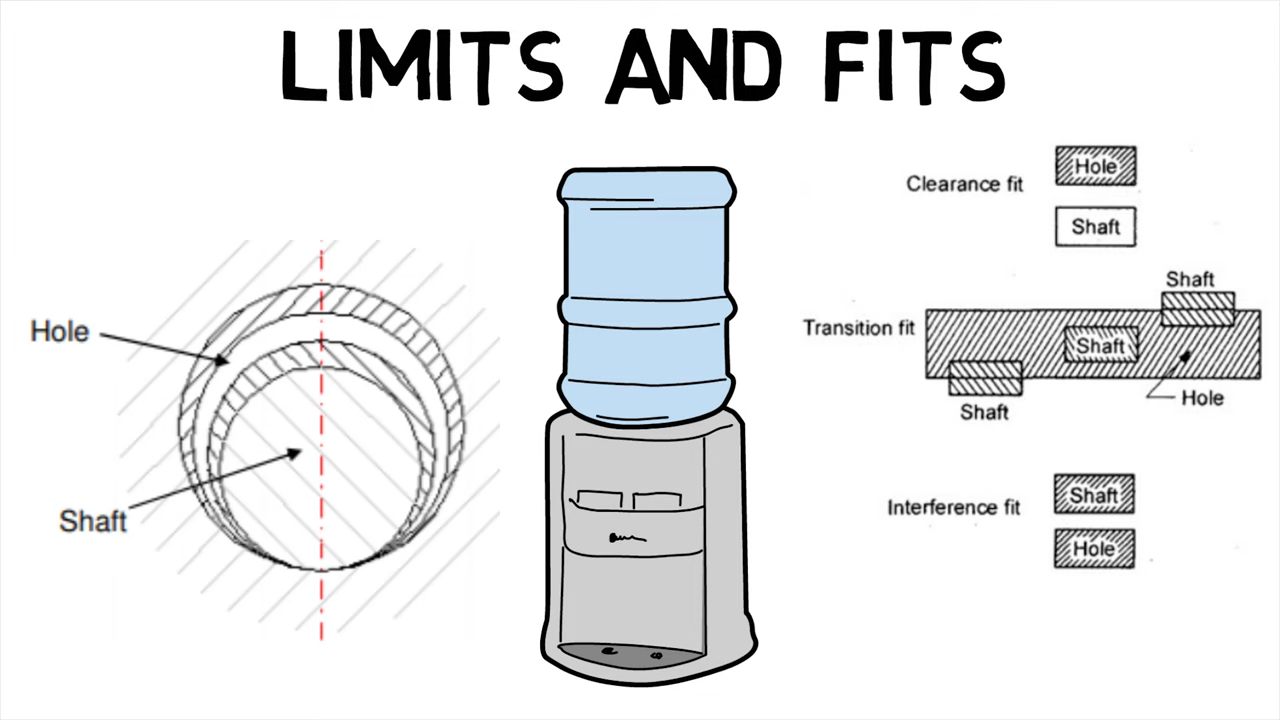 LIMITS AND FITS
Hole
Shaft
Clearance fit
Hole
Shaft
Transition fit
Shaft
Shaft
Shaft
Hole
Interference fit
Shaft
Hole